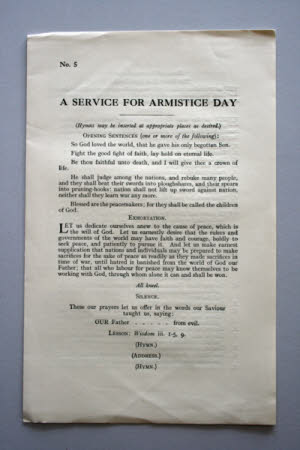 No. 5
A SERVICE FOR ARMISTICE DAY
(Hymns may be inserted at appropriate places as desired.)
OPENING SENTENCES (one or more of the following):
So God loved the world, that he gave his only begotten Son.
Fight the good fight of faith, lay hold on eternal life.
Be thou faithful unto death, and I will give thee a crown of
life.
He shall judge among the nations, and rebuke many people,
and they shall beat their swords into ploughshares, and their spears
into pruning-hooks: nation shall not lift up sword against nation,
neither shall they learn war any more.
Blessed are the peacemakers; for they shall be called the children
of God.
EXHORTATION.
LET us dedicate ourselves anew to the cause of peace, which is
the will of God. Let us earnestly desire that the rulers and
governments of the world may have faith and courage, boldly to
seek peace, and patiently to pursue it. And let us make earnest
supplication that nations and individuals may be prepared to make
sacrifices for the sake of peace as readily as they made sacrifices in
time of war, until hatred is banished from the world of God our
Father; that all who labour for peace may know themselves to be
working with God, through whom alone it can and shall be won.
All kneel.
SILENCE.
These our prayers let us offer in the words our Saviour
taught us, saying:
OUR Father . . . . . . from evil.
LESSON: Wisdom iii. 1-5, 9.
(HYMN.)
(ADDRESS.)
(HYMN.)